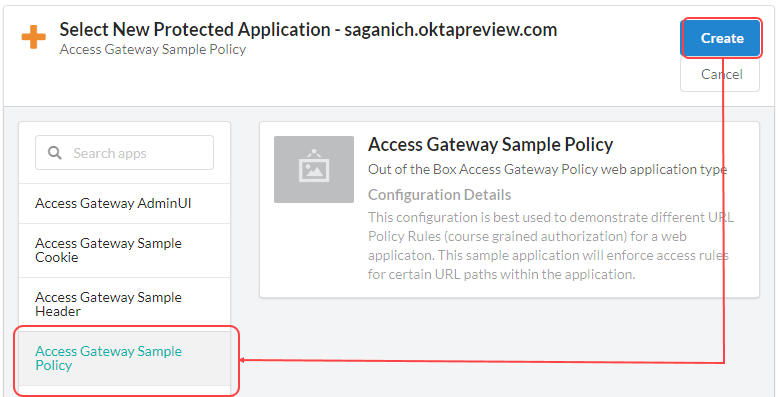 Select New Protected Application - saganich.oktapreview.com
Access Gateway Sample Policy
Create
Cancel
Search apps
Access Gateway AdminUI
Access Gateway Sample
Cookie
Access Gateway Sample
Header
Access Gateway Sample
Policy
Access Gateway Sample Policy
Out of the Box Access Gateway Policy web application type
Configuration Details
This configuration is best used to demonstrate different URL
Policy Rules (course grained authorization) for a web
applicaton. This sample application will enforce access rules
for certain URL paths within the application.